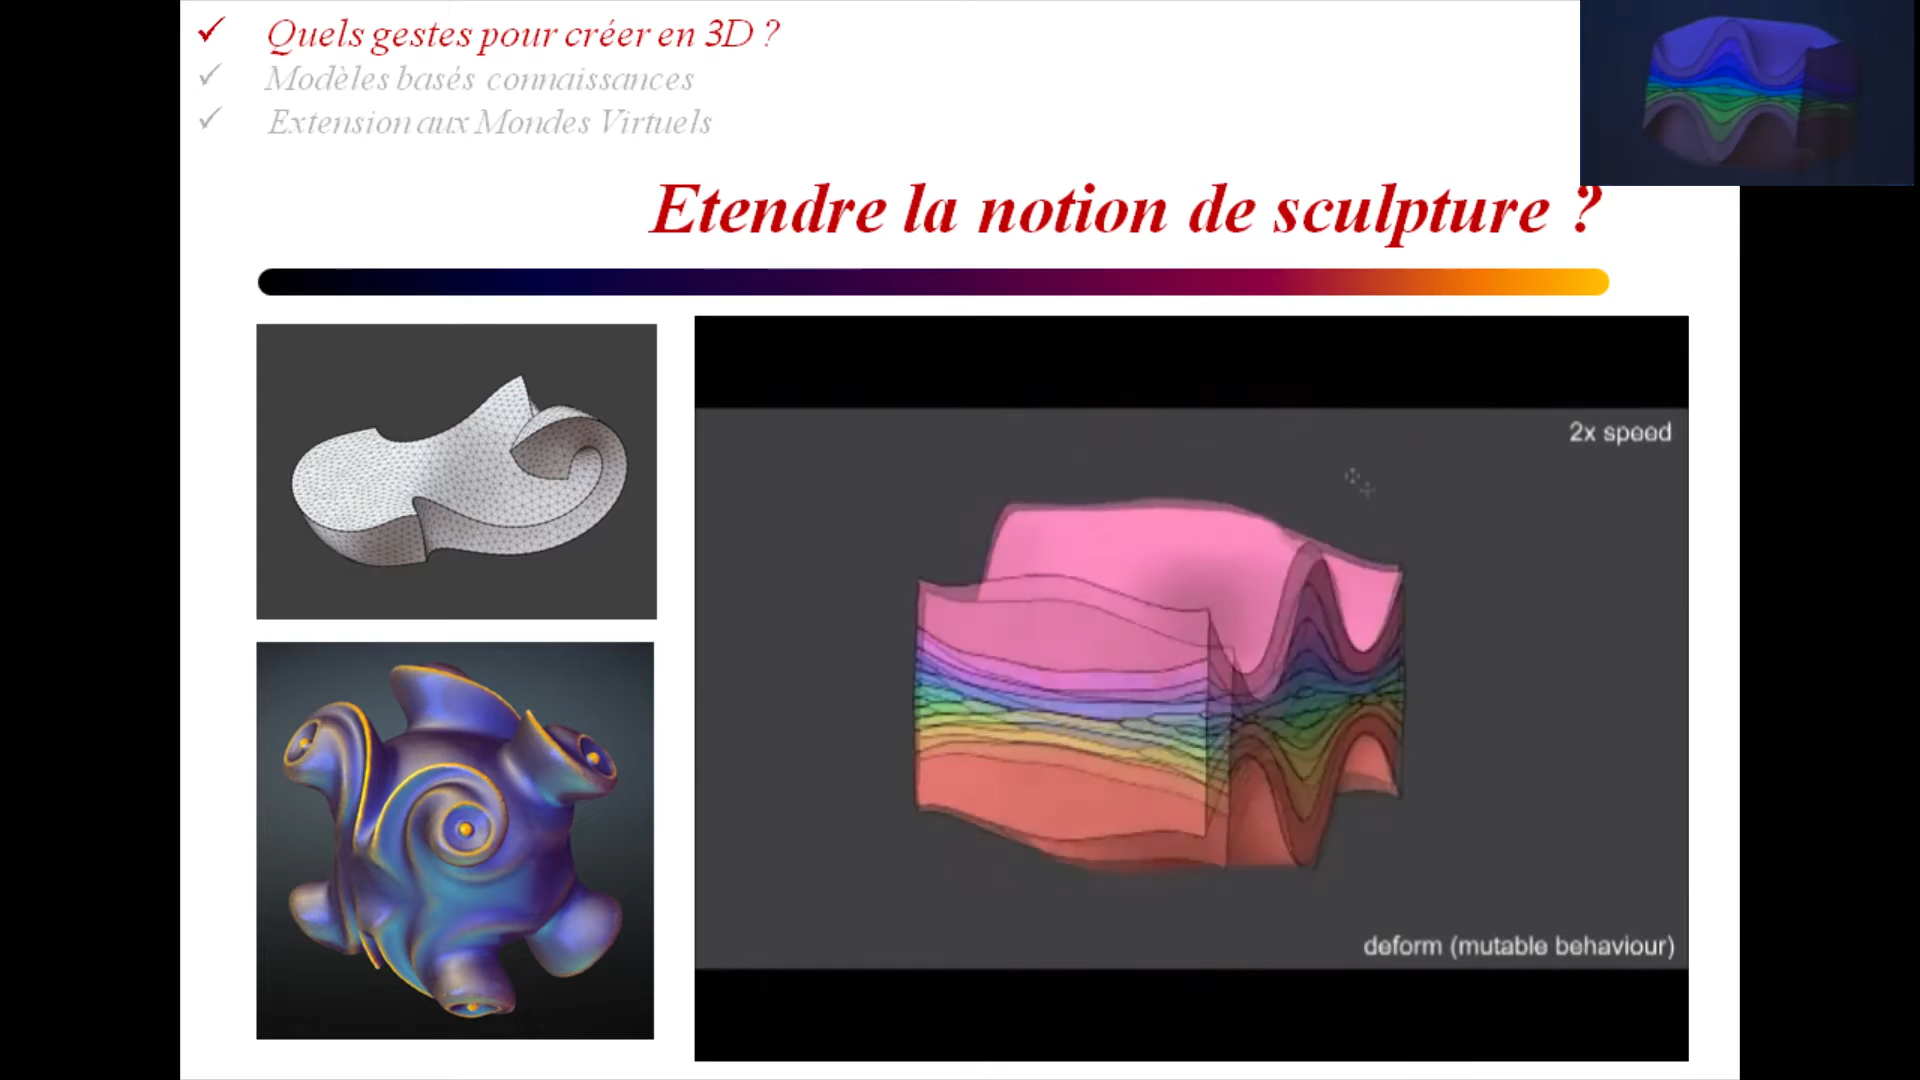 Quels gestes pour créer en 3D ?
Modèles basés connaissances
Extension aux Mondes Virtuels
Etendre la notion de sculpture ?
2x speed
deform (mutable behaviour)